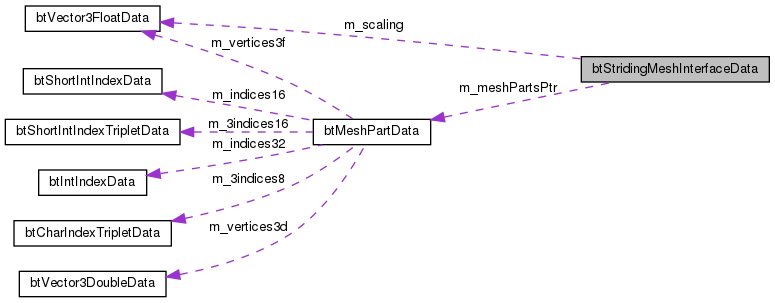 btVector3FloatData
m_scaling
m_vertices3f
btStridingMeshInterfaceData
btShortIntIndexData
m_meshPartsPtr
m_indices16
btShortIntIndexTripletData
m_3indices16
btMeshPartData
m_indices32
btIntIndexData
m_3indices8
btCharIndexTripletData
m_vertices3d
btVector3DoubleData